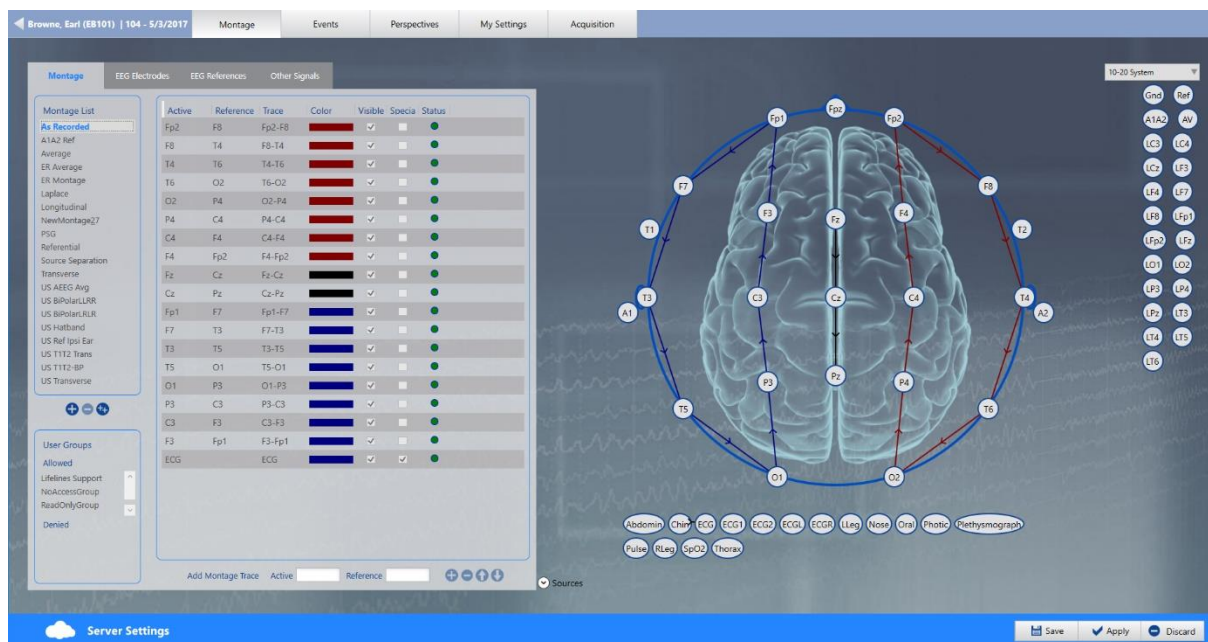 Browne, Earl (EB101) | 104 - 5/3/2017 Montage Events Perspectives My Settings Acquisition
Montage EEG Electrodes EEG References Other Signals
Montage List
As Recorded
A1A2 Ref
Average
ER Average
ER Montage
Laplace
Longitudinal
NewMontage27
PSG
Referential
Source Separation
Transverse
US AEEG Avg
US BiPolarLLRR
US BiPolarLRLR
US Hatband
US Ref Ipsi Ear
US T1T2 Trans
US T1T2-BP
US Transverse
User Groups
Allowed
Lifelines Support
NoAccessGroup
ReadOnlyGroup
Denied
Active Reference Trace Color Visible Specia Status
Fp2 F8 Fp2-F8
F8 T4 F8-T4
T4 T6 T4-T6
T6 O2 T6-O2
O2 P4 O2-P4
P4 C4 P4-C4
C4 F4 C4-F4
F4 Fp2 F4-Fp2
Fz Cz Fz-Cz
Cz Pz Cz-Pz
Fp1 F7 Fp1-F7
F7 T3 F7-T3
T3 T5 T3-T5
T5 O1 T5-O1
O1 P3 O1-P3
P3 C3 P3-C3
C3 F3 C3-F3
F3 Fp1 F3-Fp1
ECG ECG
Add Montage Trace Active Reference
Sources
Fpz
Fp1 Fp2
F7 F8
F3 Fz F4
T1 T2
T3 C3 Cz C4 T4
A1 A2
P3 Pz P4
T5 T6
O1 O2
Abdomin Chin ECG ECG1 ECG2 ECGL ECGR LLeg Nose Oral Photic Plethysmograph
Pulse RLeg SpO2 Thorax
10-20 System
Gnd Ref
A1A2 AV
LC3 LC4
LCz LF3
LF4 LF7
LF8 LFp1
LFp2 LFz
LO1 LO2
LP3 LP4
LPz LT3
LT4 LT5
LT6
Server Settings Save Apply Discard